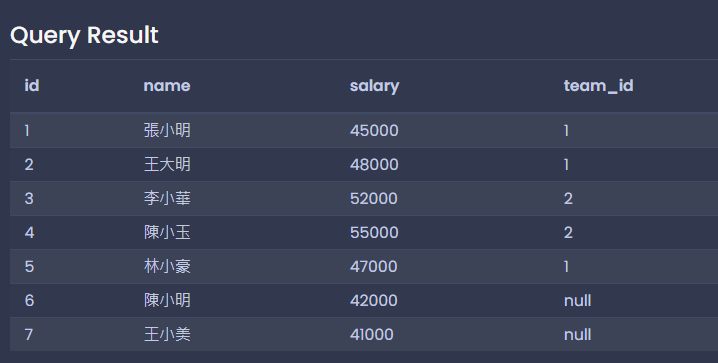 Query Result
id name salary team_id
1 張小明 45000 1
2 王大明 48000 1
3 李小華 52000 2
4 陳小玉 55000 2
5 林小豪 47000 1
6 陳小明 42000 null
7 王小美 41000 null